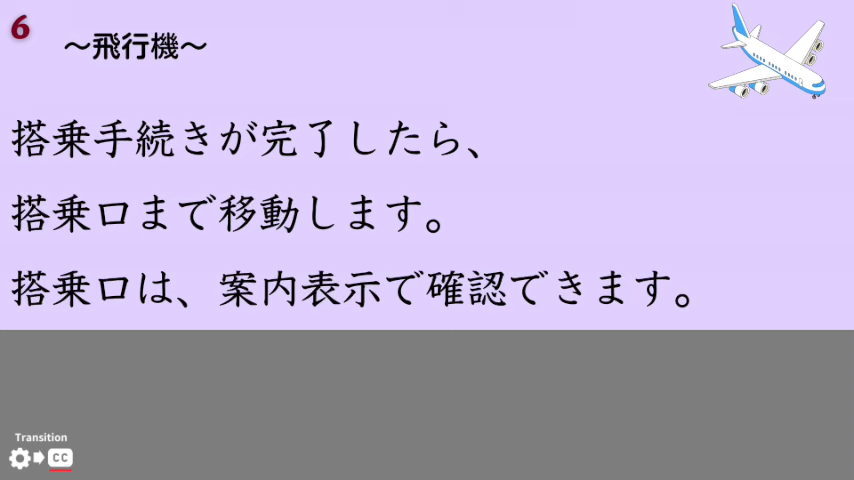 6
～飛行機～
搭乗手続きが完了したら、
搭乗口まで移動します。
搭乗口は、案内表示で確認できます。
Transition
CC